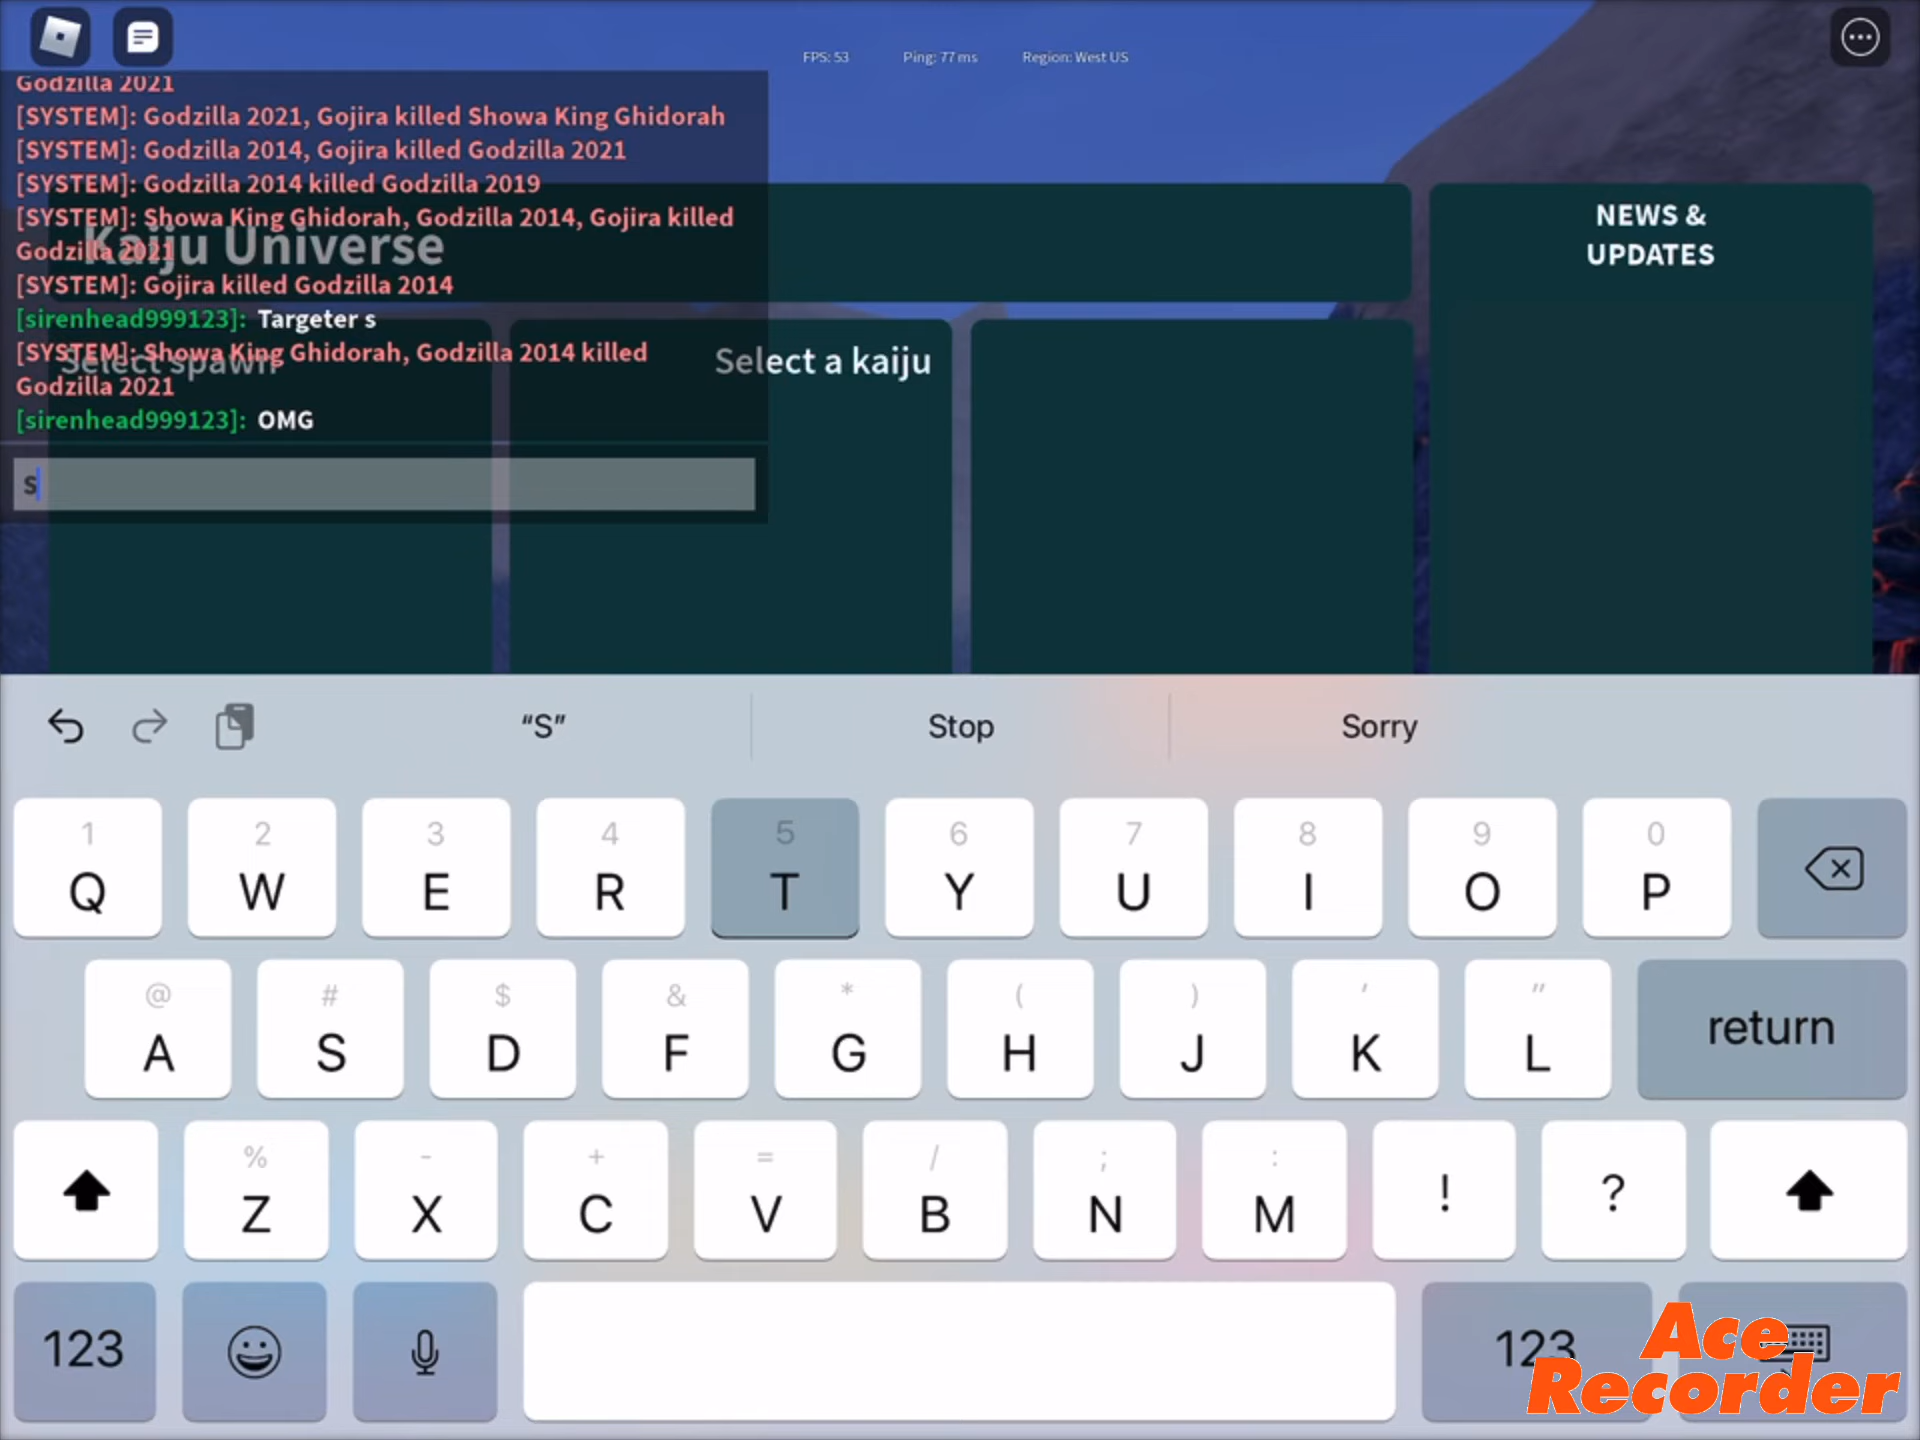 FPS: 53 Ping: 77 ms Region: West US
Godzilla 2021
[SYSTEM]: Godzilla 2021, Gojira killed Showa King Ghidorah
[SYSTEM]: Godzilla 2014, Gojira killed Godzilla 2021
[SYSTEM]: Godzilla 2014 killed Godzilla 2019
[SYSTEM]: Showa King Ghidorah, Godzilla 2014, Gojira killed
Godzilla 2021
[SYSTEM]: Gojira killed Godzilla 2014
[sirenhead999123]: Targeter s
[SYSTEM]: Showa King Ghidorah, Godzilla 2014 killed
Godzilla 2021
[sirenhead999123]: OMG
s
Kaiju Universe
Select spawn
Select a kaiju
NEWS &
UPDATES
“S” Stop Sorry
1 2 3 4 5 6 7 8 9 0
Q W E R T Y U I O P
@ # $ & * ( ) ' "
A S D F G H J K L return
% - + = / ; :
Z X C V B N M ! ?
123 123
Ace
Recorder